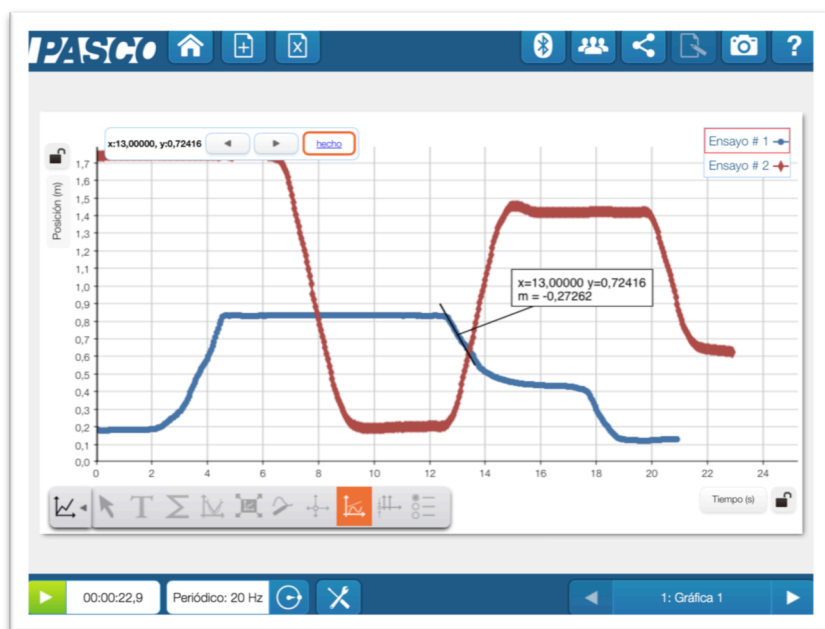 PASCO
?
x:13,00000, y:0,72416
hecho
Ensayo # 1
Ensayo # 2
Posición (m)
1,7
1,6
1,5
1,4
1,3
1,2
1,1
1,0
0,9
0,8
0,7
0,6
0,5
0,4
0,3
0,2
0,1
0,0
x=13,00000 y=0,72416
m = -0,27262
0 2 4 6 8 10 12 14 16 18 20 22 24
Tiempo (s)
T Σ
00:00:22,9
Periódico: 20 Hz
1: Gráfica 1